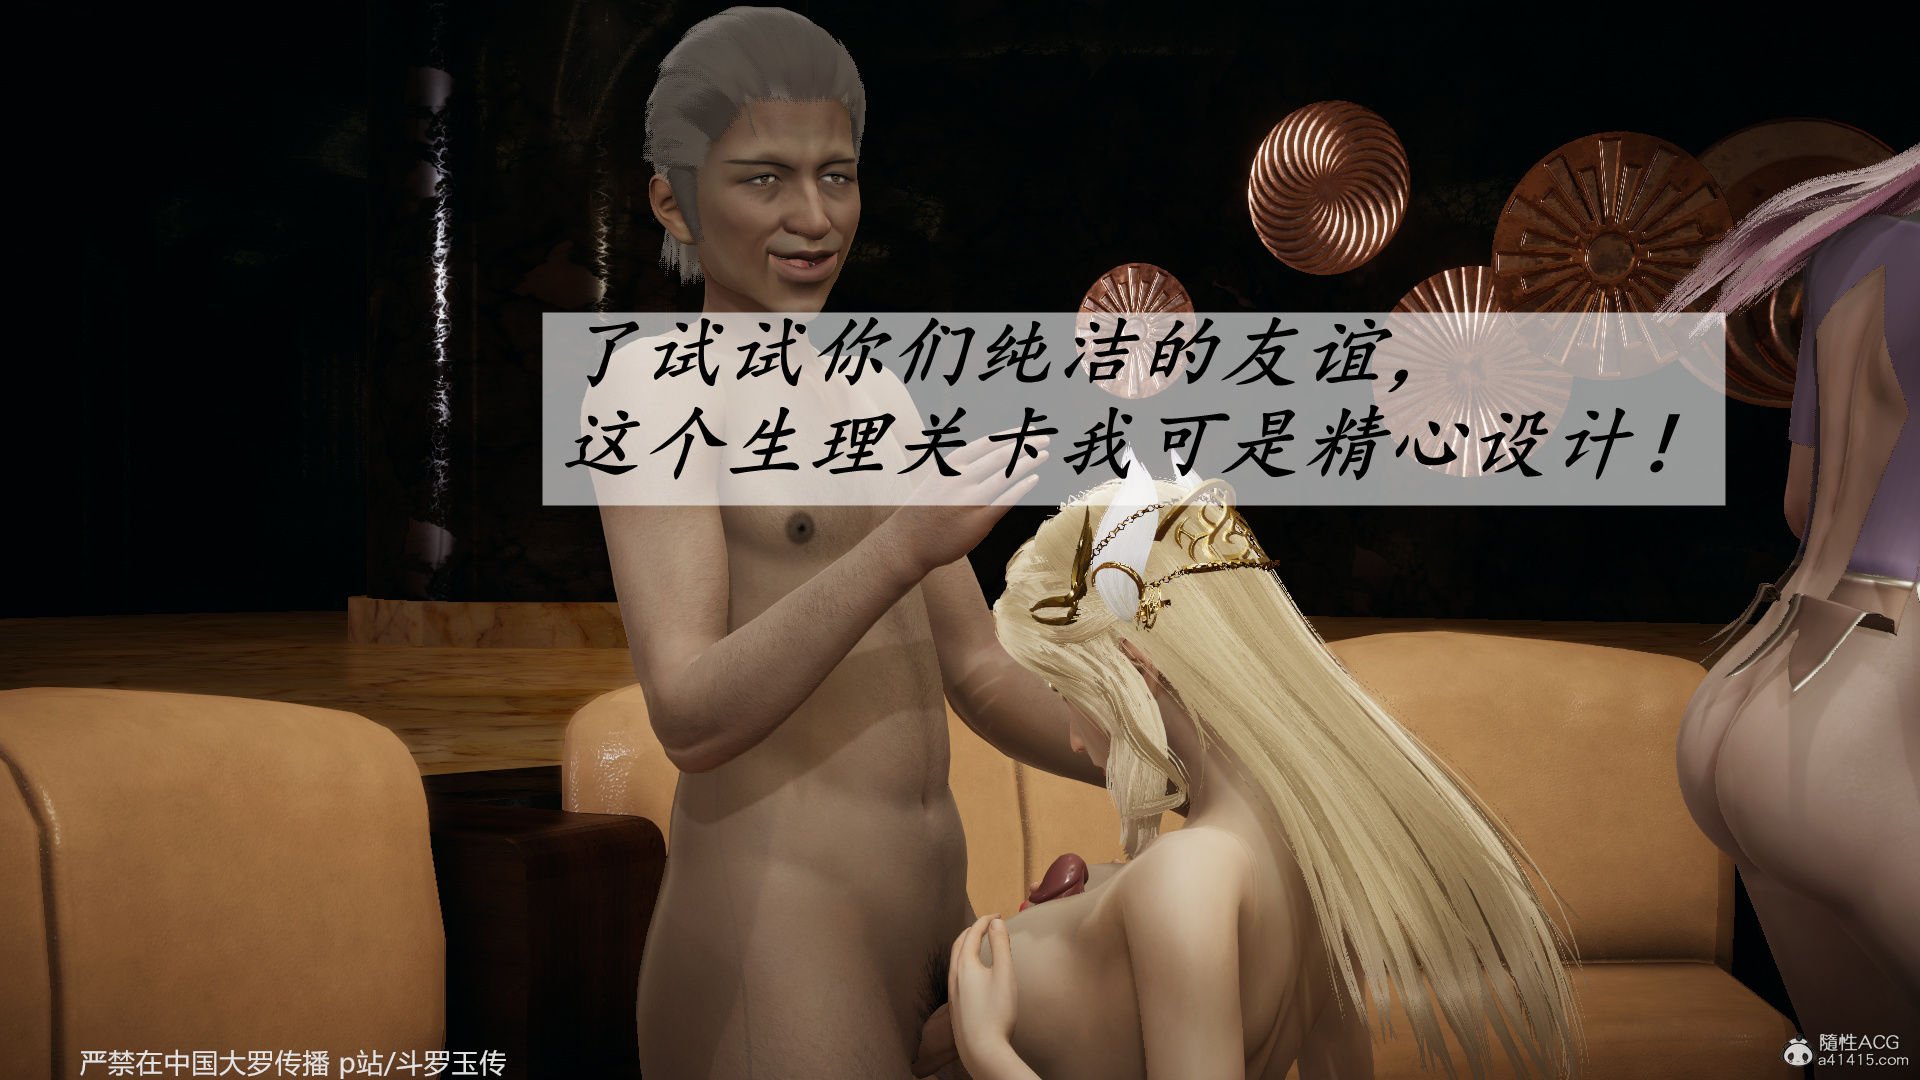 了试试你们纯洁的友谊，
这个生理关卡我可是精心设计！
严禁在中国大罗传播 p站/斗罗玉传
隨性ACG
a41415.com